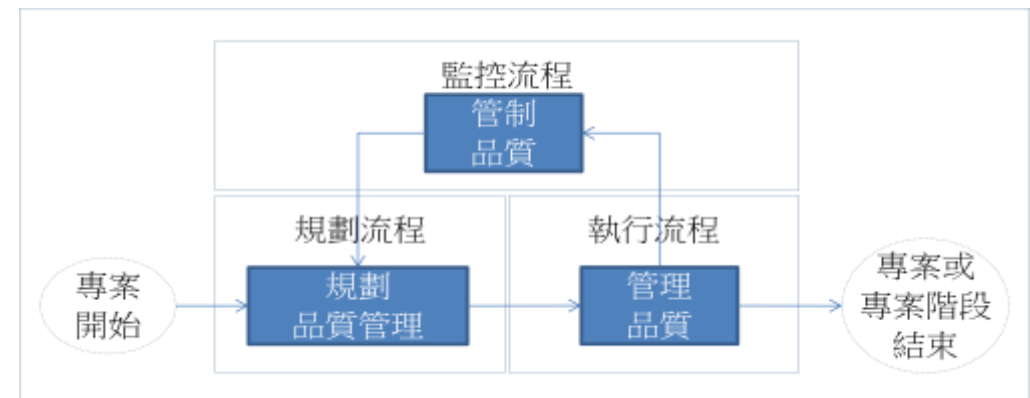 監控流程
管制
品質
規劃流程
執行流程
專案
開始
規劃
品質管理
管理
品質
專案或
專案階段
結束